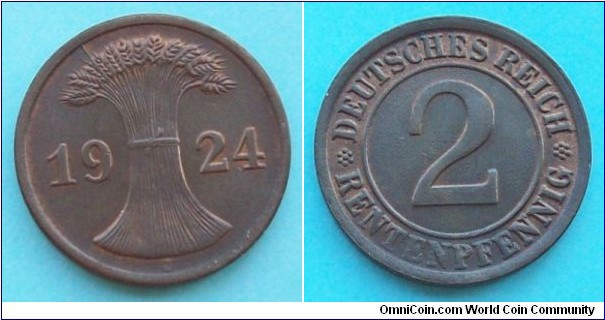 19 24
DEUTSCHES REICH
2
RENTENPFENNIG
OmniCoin.com World Coin Community